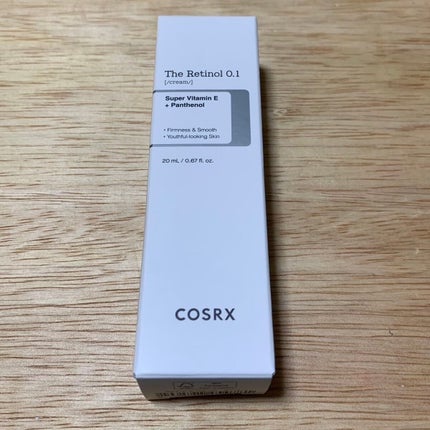 The Retinol 0.1
[/cream/]
Super Vitamin E
+ Panthenol
• Firmness & Smooth
• Youthful-looking Skin
20 mL / 0.67 fl. oz.
COSRX